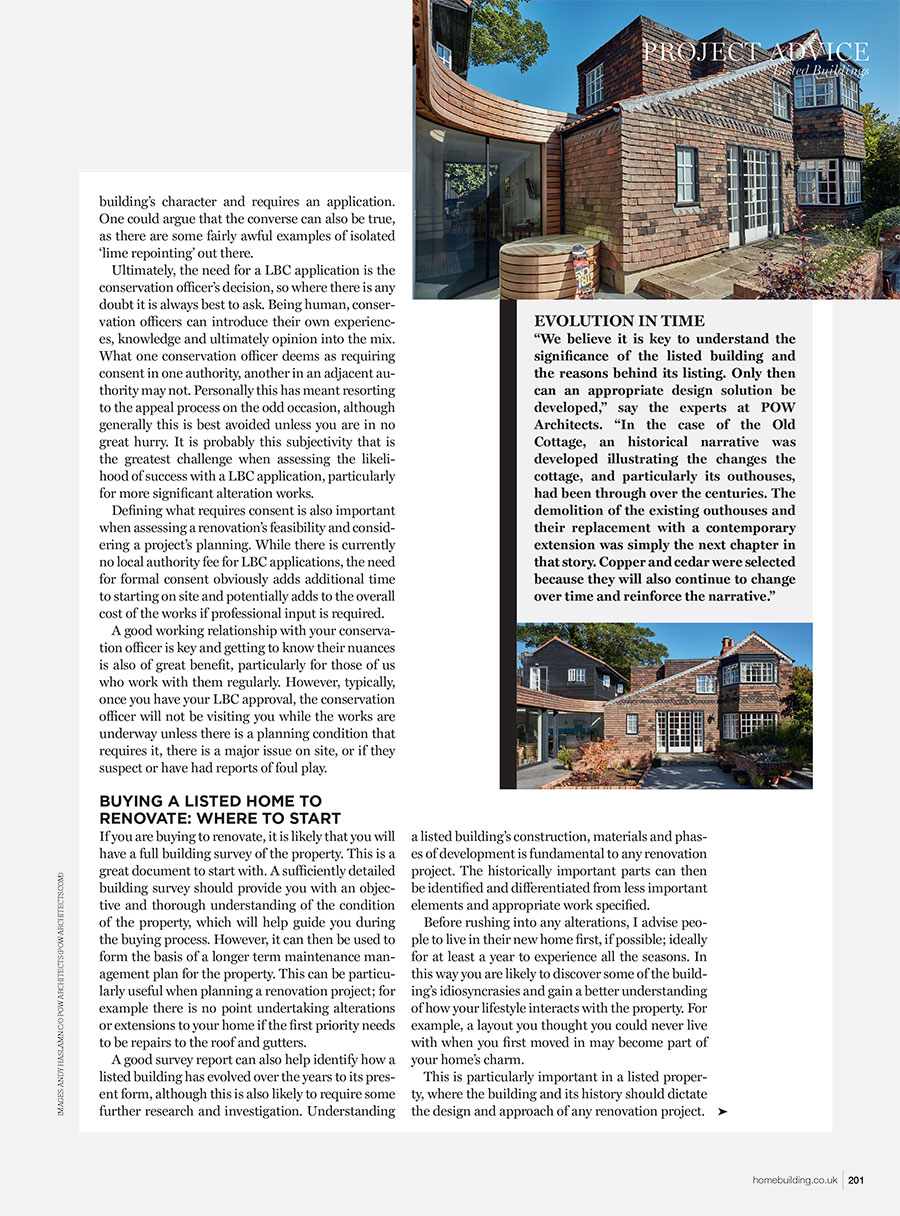 PROJECT ADVICE
Listed Buildings
building's character and requires an application.
One could argue that the converse can also be true,
as there are some fairly awful examples of isolated
'lime repointing' out there.
Ultimately, the need for a LBC application is the
conservation officer's decision, so where there is any
doubt it is always best to ask. Being human, conser-
vation officers can introduce their own experienc-
es, knowledge and ultimately opinion into the mix.
What one conservation officer deems as requiring
consent in one authority, another in an adjacent au-
thority may not. Personally this has meant resorting
to the appeal process on the odd occasion, although
generally this is best avoided unless you are in no
great hurry. It is probably this subjectivity that is
the greatest challenge when assessing the likeli-
hood of success with a LBC application, particularly
for more significant alteration works.
Defining what requires consent is also important
when assessing a renovation's feasibility and consid-
ering a project's planning. While there is currently
no local authority fee for LBC applications, the need
for formal consent obviously adds additional time
to starting on site and potentially adds to the overall
cost of the works if professional input is required.
A good working relationship with your conserva-
tion officer is key and getting to know their nuances
is also of great benefit, particularly for those of us
who work with them regularly. However, typically,
once you have your LBC approval, the conservation
officer will not be visiting you while the works are
underway unless there is a planning condition that
requires it, there is a major issue on site, or if they
suspect or have had reports of foul play.
EVOLUTION IN TIME
“We believe it is key to understand the
significance of the listed building and
the reasons behind its listing. Only then
can an appropriate design solution be
developed,” say the experts at POW
Architects. “In the case of the Old
Cottage, an historical narrative was
developed illustrating the changes the
cottage, and particularly its outhouses,
had been through over the centuries. The
demolition of the existing outhouses and
their replacement with a contemporary
extension was simply the next chapter in
that story. Copper and cedar were selected
because they will also continue to change
over time and reinforce the narrative.”
BUYING A LISTED HOME TO
RENOVATE: WHERE TO START
If you are buying to renovate, it is likely that you will
have a full building survey of the property. This is a
great document to start with. A sufficiently detailed
building survey should provide you with an objec-
tive and thorough understanding of the condition
of the property, which will help guide you during
the buying process. However, it can then be used to
form the basis of a longer term maintenance man-
agement plan for the property. This can be particu-
larly useful when planning a renovation project; for
example there is no point undertaking alterations
or extensions to your home if the first priority needs
to be repairs to the roof and gutters.
A good survey report can also help identify how a
listed building has evolved over the years to its pres-
ent form, although this is also likely to require some
further research and investigation. Understanding
a listed building's construction, materials and phas-
es of development is fundamental to any renovation
project. The historically important parts can then
be identified and differentiated from less important
elements and appropriate work specified.
Before rushing into any alterations, I advise peo-
ple to live in their new home first, if possible; ideally
for at least a year to experience all the seasons. In
this way you are likely to discover some of the build-
ing's idiosyncrasies and gain a better understanding
of how your lifestyle interacts with the property. For
example, a layout you thought you could never live
with when you first moved in may become part of
your home's charm.
This is particularly important in a listed proper-
ty, where the building and its history should dictate
the design and approach of any renovation project. ➤
IMAGES: ANDY HASLAM/C/O POW ARCHITECTS (POW-ARCHITECTS.COM)
homebuilding.co.uk | 201